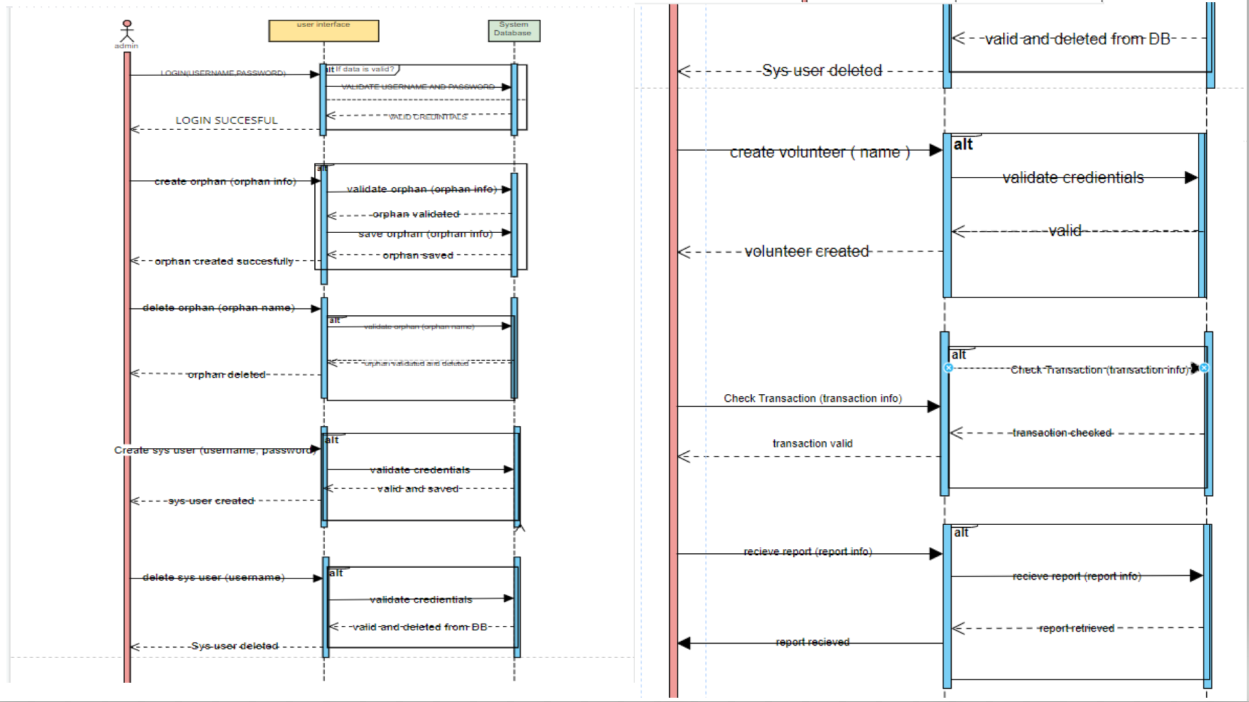 user interface
System
Database
admin
LOGIN(USERNAME,PASSWORD)
alt If data is valid?
VALIDATE USERNAME AND PASSWORD
VALID CREDINTIALS
LOGIN SUCCESFUL
alt
create orphan (orphan info)
validate orphan (orphan info)
orphan validated
save orphan (orphan info)
orphan saved
orphan created succesfully
delete orphan (orphan name)
alt
validate orphan (orphan name)
orphan validated and deleted
orphan deleted
alt
Create sys user (username, password)
validate credentials
valid and saved
sys user created
alt
delete sys user (username)
validate credientials
valid and deleted from DB
Sys user deleted
valid and deleted from DB
Sys user deleted
alt
create volunteer ( name )
validate credientials
valid
volunteer created
alt
Check Transaction (transaction info)
Check Transaction (transaction info)
transaction checked
transaction valid
alt
recieve report (report info)
recieve report (report info)
report retrieved
report recieved